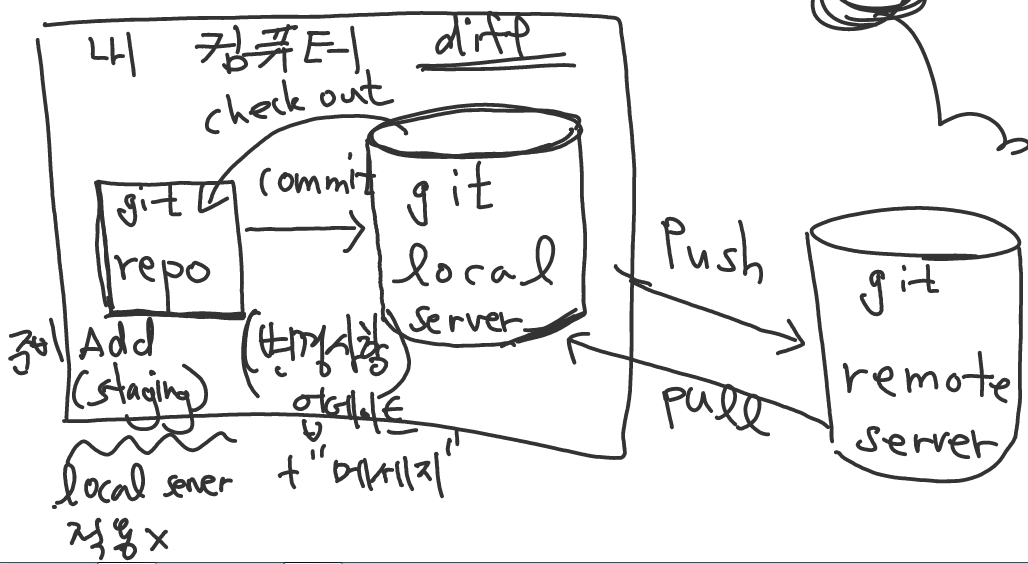 내 컴퓨터 diff
check out
commit
git
repo
git
local
server
push
pull
git
remote
server
준비 Add
(staging)
(변경사항)
업데이트
+ "메세지"
local server
적용 x